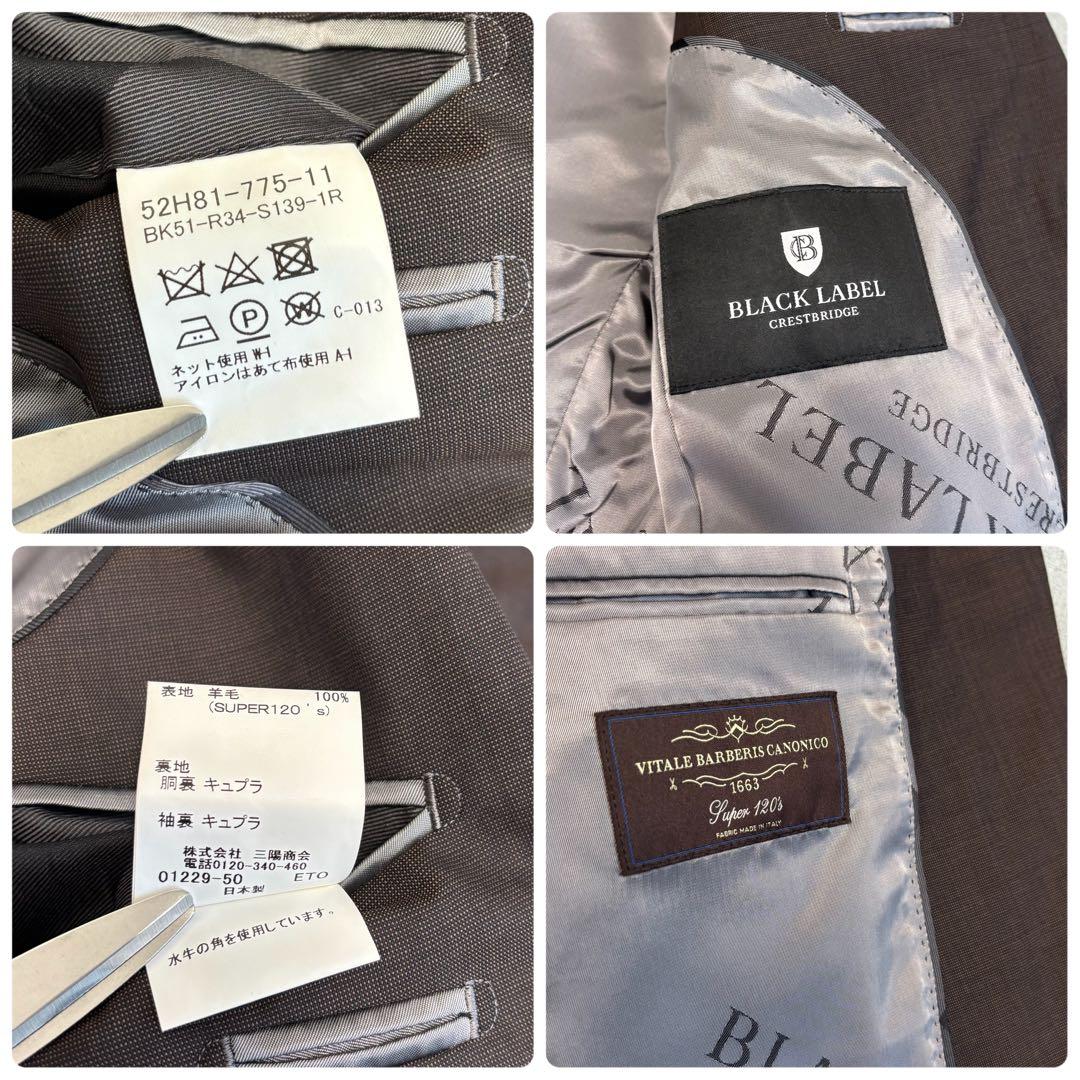 52H81-775-11
BK51-R34-S139-1R
C-013
ネット使用 W-I
アイロンはあて布使用 A-I
CB
BLACK LABEL
CRESTBRIDGE
LABEL
LABEL
CRESTBRIDGE
表地 羊毛 100%
(SUPER120's)
裏地
胴裏 キュプラ
袖裏 キュプラ
株式会社 三陽商会
電話0120-340-460
01229-50 ETO
日本製
水牛の角を使用しています。
VITALE BARBERIS CANONICO
1663
Super 120's
FABRIC MADE IN ITALY
BLA